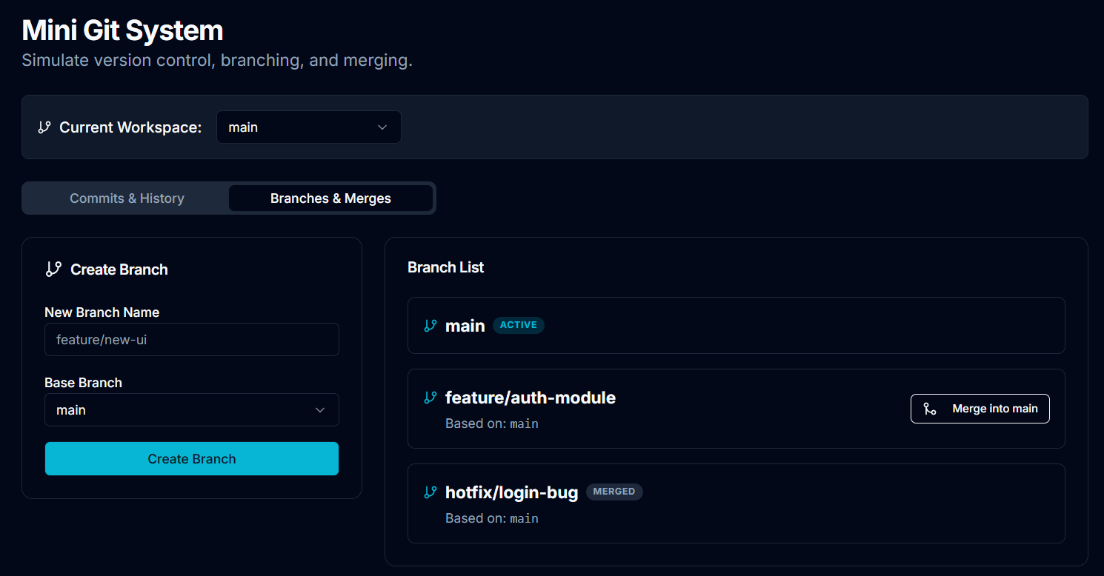 Mini Git System
Simulate version control, branching, and merging.
Current Workspace: main
Commits & History Branches & Merges
Create Branch
New Branch Name
feature/new-ui
Base Branch
main
Create Branch
Branch List
main ACTIVE
feature/auth-module
Based on: main
Merge into main
hotfix/login-bug MERGED
Based on: main